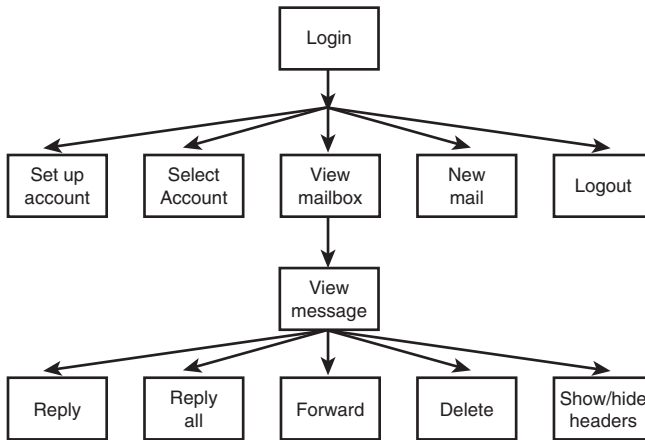 Login
Set up
account
Select
Account
View
mailbox
New
mail
Logout
View
message
Reply
Reply
all
Forward
Delete
Show/hide
headers